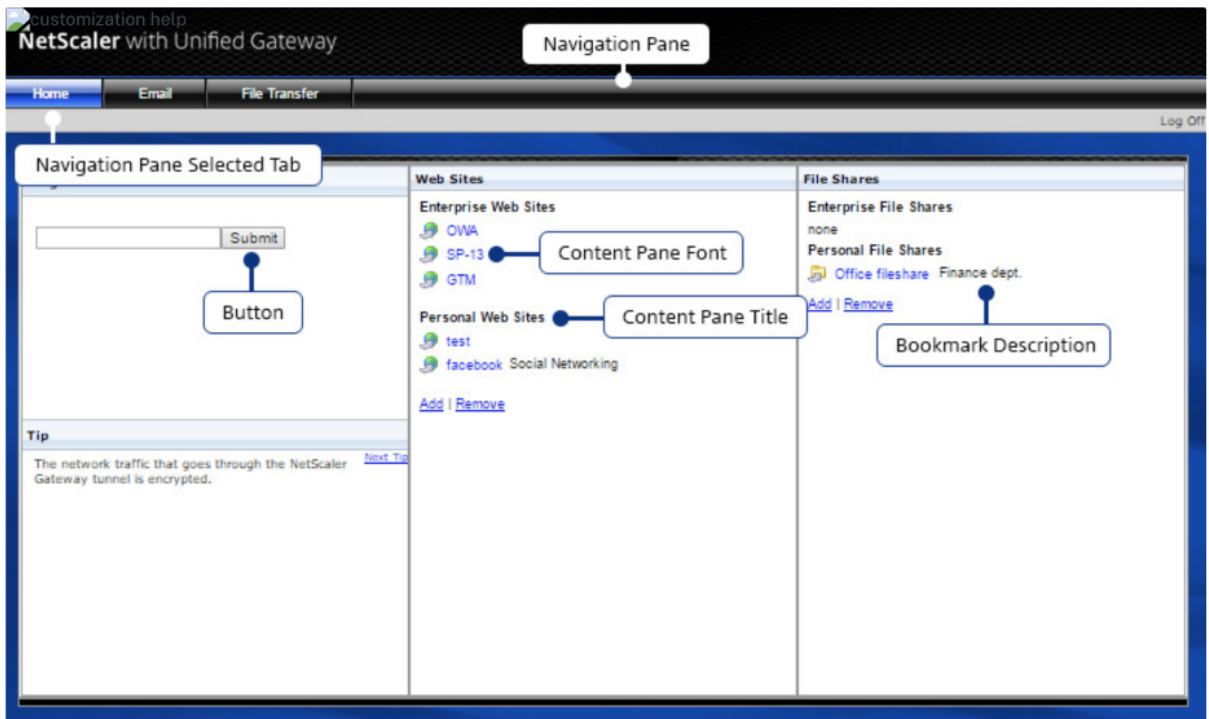 customization help
NetScaler with Unified Gateway
Navigation Pane
Home Email File Transfer
Log Off
Navigation Pane Selected Tab
Submit
Button
Tip
The network traffic that goes through the NetScaler
Gateway tunnel is encrypted.
Next Tip
Web Sites
Enterprise Web Sites
OWA
SP-13
Content Pane Font
GTM
Personal Web Sites
Content Pane Title
test
facebook Social Networking
Add | Remove
File Shares
Enterprise File Shares
none
Personal File Shares
Office fileshare Finance dept.
Add | Remove
Bookmark Description